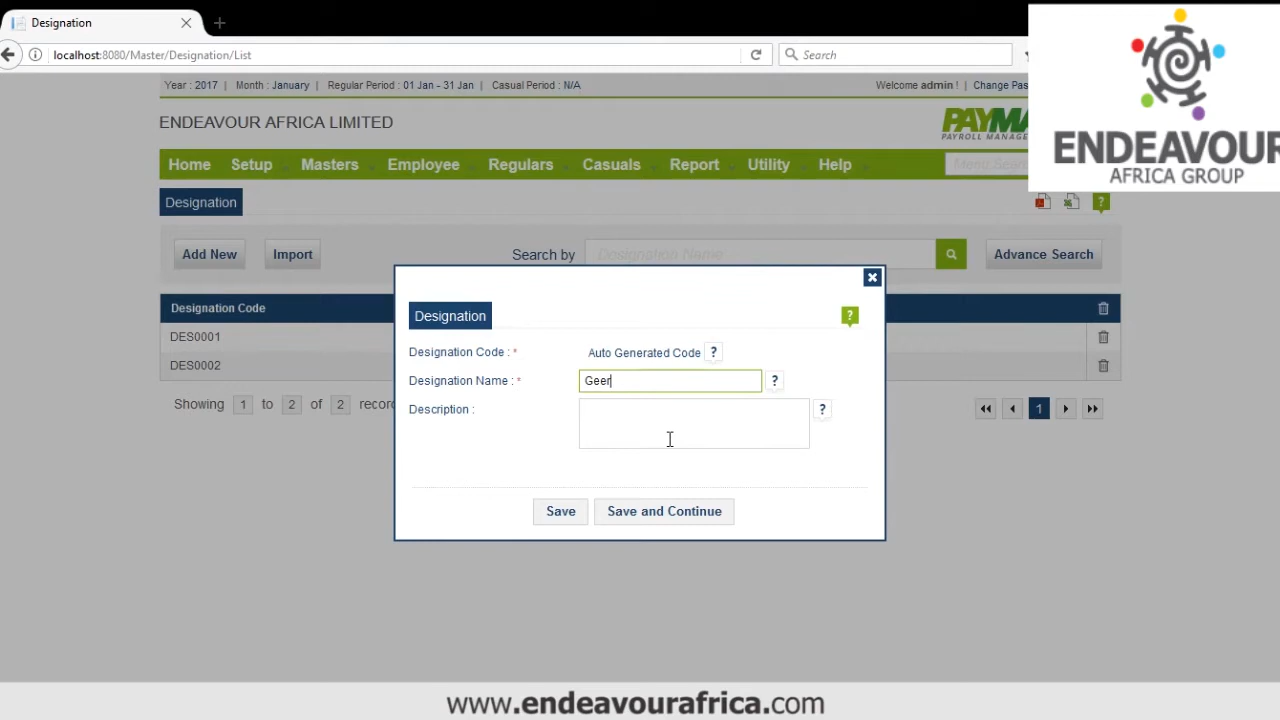 Designation
localhost:8080/Master/Designation/List
Search
Year : 2017 Month : January Regular Period : 01 Jan - 31 Jan Casual Period : N/A
Welcome admin ! Change Pas
ENDEAVOUR AFRICA LIMITED
PAYMA
PAYROLL MANAGE
ENDEAVOUR
AFRICA GROUP
Home Setup Masters Employee Regulars Casuals Report Utility Help
Menu Sear
Designation
?
Add New Import Search by Designation Name Advance Search
Designation Code
DES0001
DES0002
Showing 1 to 2 of 2 recor
1
Designation
?
Designation Code : * Auto Generated Code ?
Designation Name : * Geer ?
Description : ?
Save Save and Continue
www.endeavourafrica.com